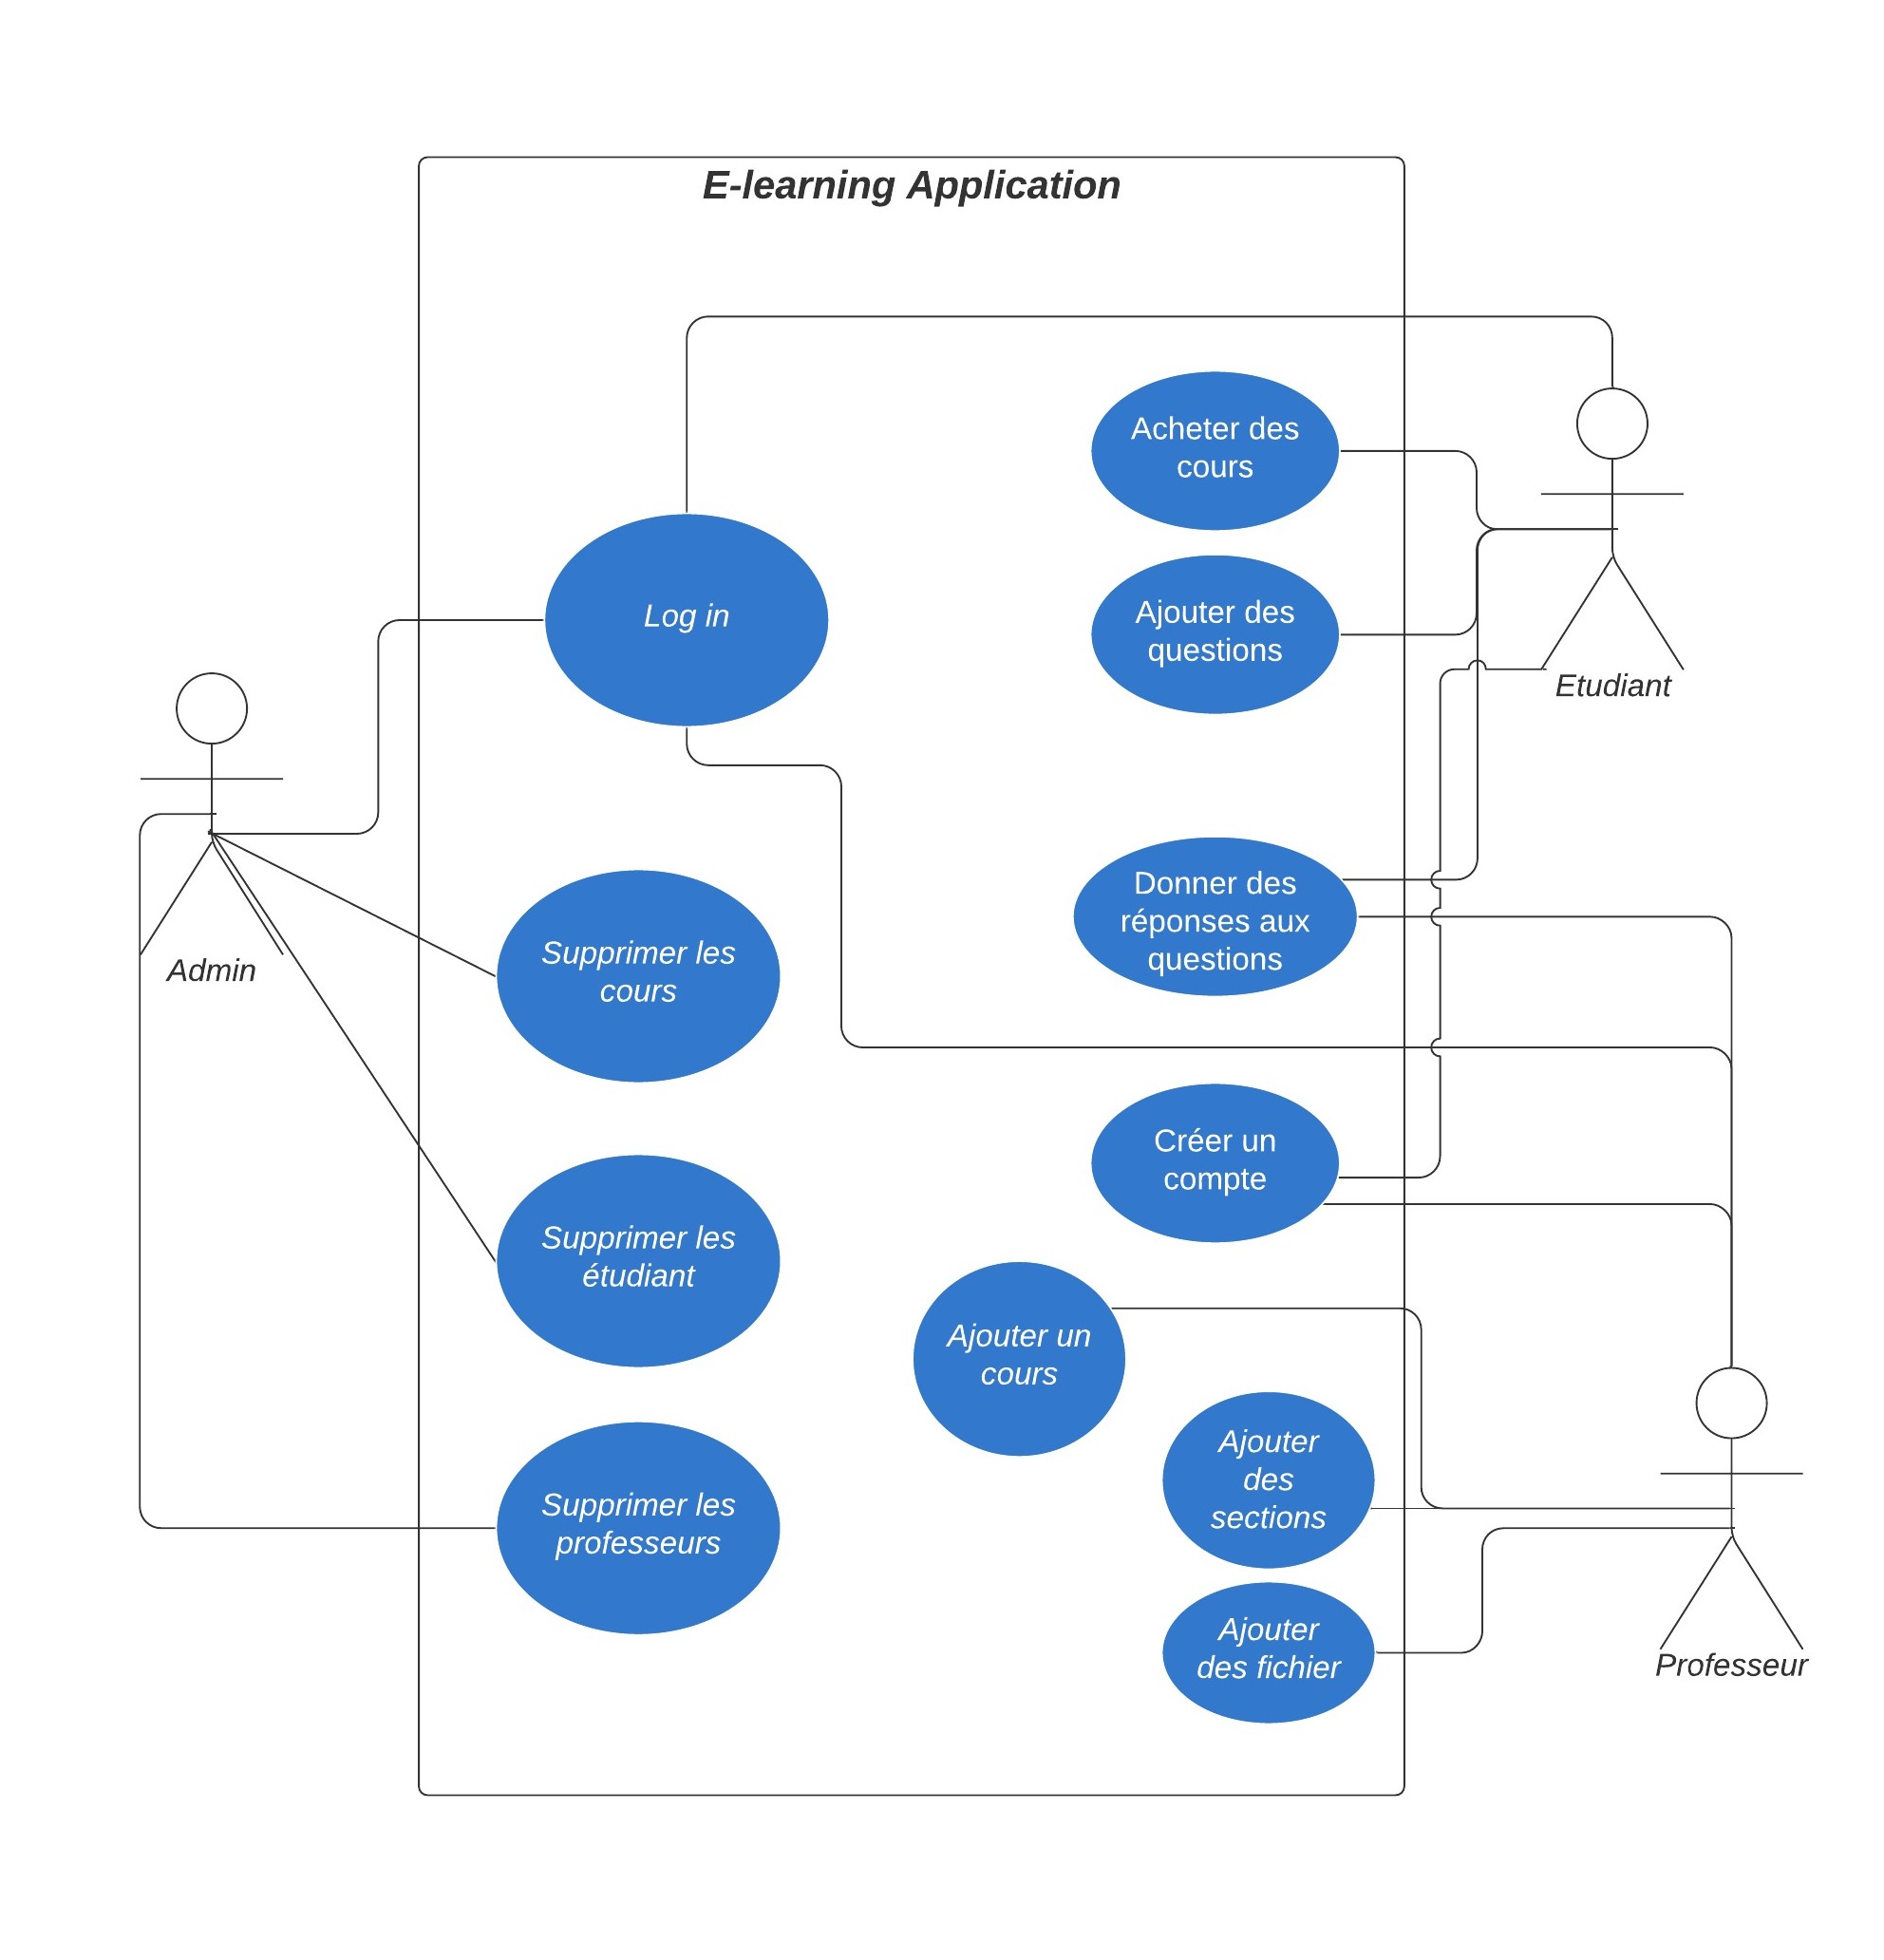 E-learning Application
Acheter des
cours
Log in
Ajouter des
questions
Etudiant
Admin
Supprimer les
cours
Donner des
réponses aux
questions
Créer un
compte
Supprimer les
étudiant
Ajouter un
cours
Ajouter
des
sections
Supprimer les
professeurs
Ajouter
des fichier
Professeur